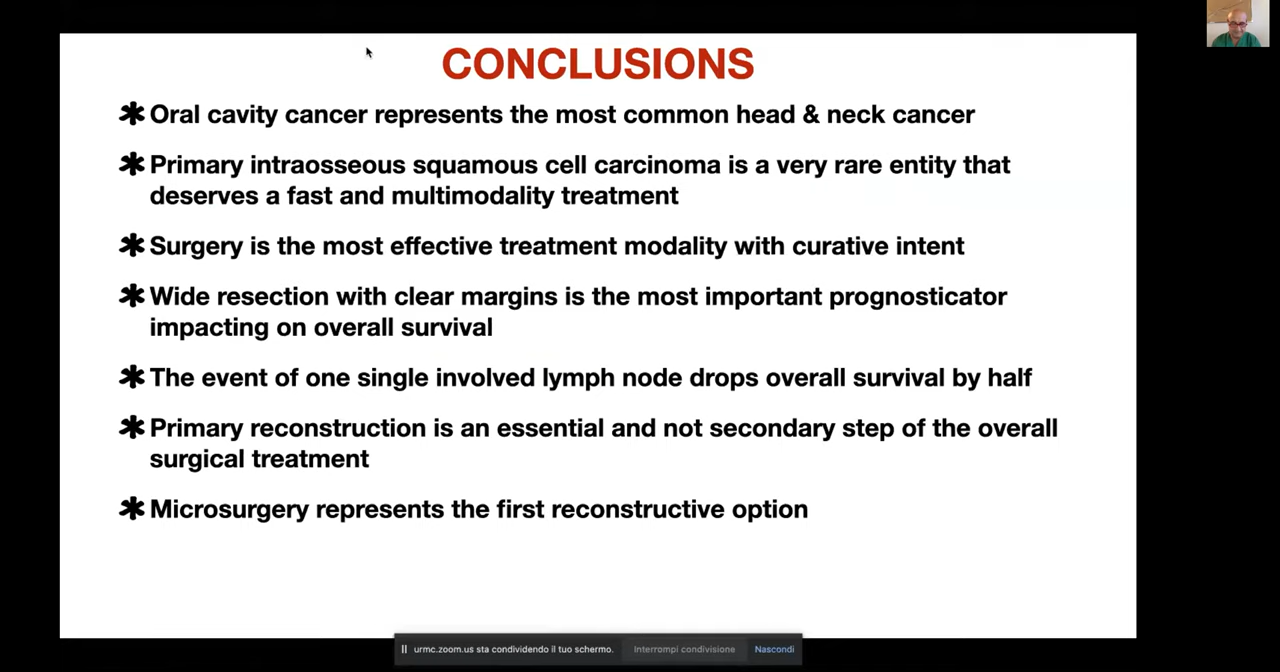 CONCLUSIONS
✱ Oral cavity cancer represents the most common head & neck cancer
✱ Primary intraosseous squamous cell carcinoma is a very rare entity that
deserves a fast and multimodality treatment
✱ Surgery is the most effective treatment modality with curative intent
✱ Wide resection with clear margins is the most important prognosticator
impacting on overall survival
✱ The event of one single involved lymph node drops overall survival by half
✱ Primary reconstruction is an essential and not secondary step of the overall
surgical treatment
✱ Microsurgery represents the first reconstructive option
urmc.zoom.us sta condividendo il tuo schermo. Interrompi condivisione Nascondi